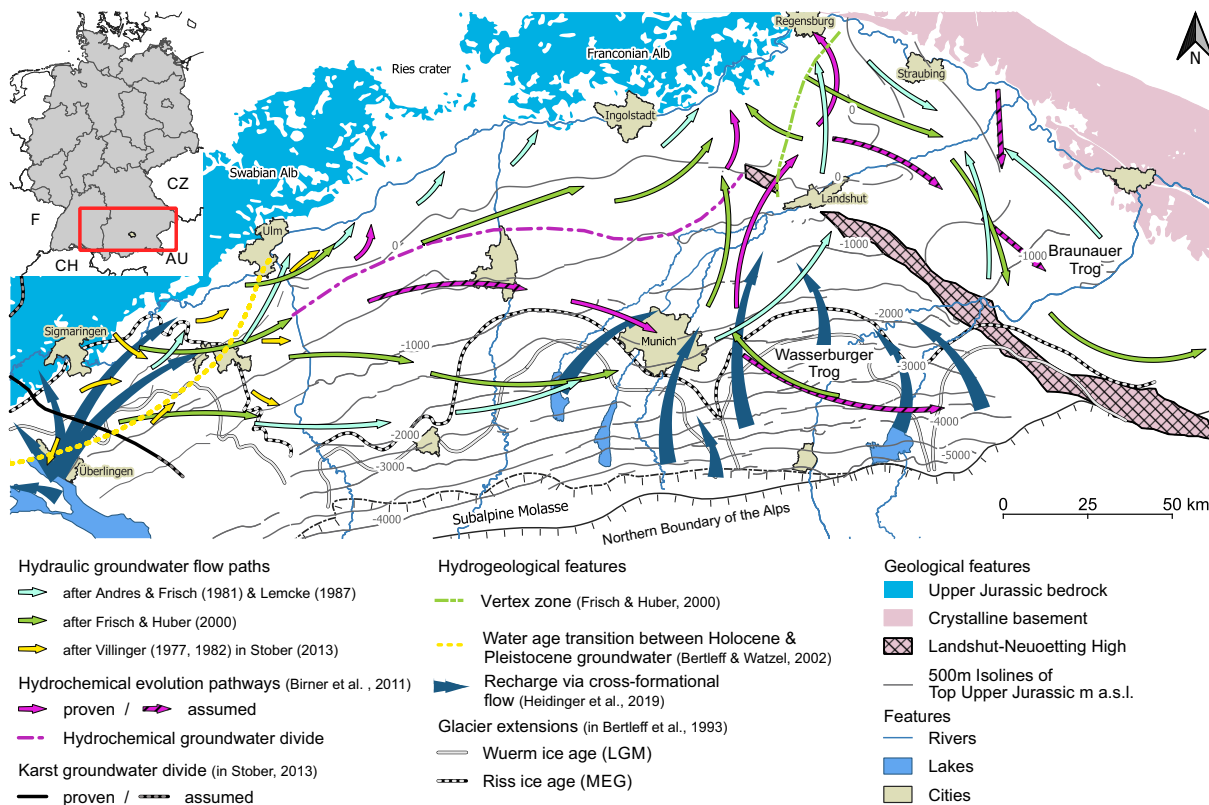 Regensburg
Franconian Alb
Ries crater
Straubing
N
Ingolstadt
0
CZ
Swabian Alb
F
0
Landshut
Ulm
0
-1000
AU
CH
Braunauer
Trog
-1000
Sigmaringen
-2000
Munich
-1000
Wasserburger
Trog
-3000
-4000
-2000
Überlingen
-3000
-5000
-4000
Subalpine Molasse
Northern Boundary of the Alps
0 25 50 km
Hydraulic groundwater flow paths
after Andres & Frisch (1981) & Lemcke (1987)
after Frisch & Huber (2000)
after Villinger (1977, 1982) in Stober (2013)
Hydrochemical evolution pathways (Birner et al. , 2011)
proven / assumed
Hydrochemical groundwater divide
Karst groundwater divide (in Stober, 2013)
proven / assumed
Hydrogeological features
Vertex zone (Frisch & Huber, 2000)
Water age transition between Holocene &
Pleistocene groundwater (Bertleff & Watzel, 2002)
Recharge via cross-formational
flow (Heidinger et al., 2019)
Glacier extensions (in Bertleff et al., 1993)
Wuerm ice age (LGM)
Riss ice age (MEG)
Geological features
Upper Jurassic bedrock
Crystalline basement
Landshut-Neuoetting High
500m Isolines of
Top Upper Jurassic m a.s.l.
Features
Rivers
Lakes
Cities